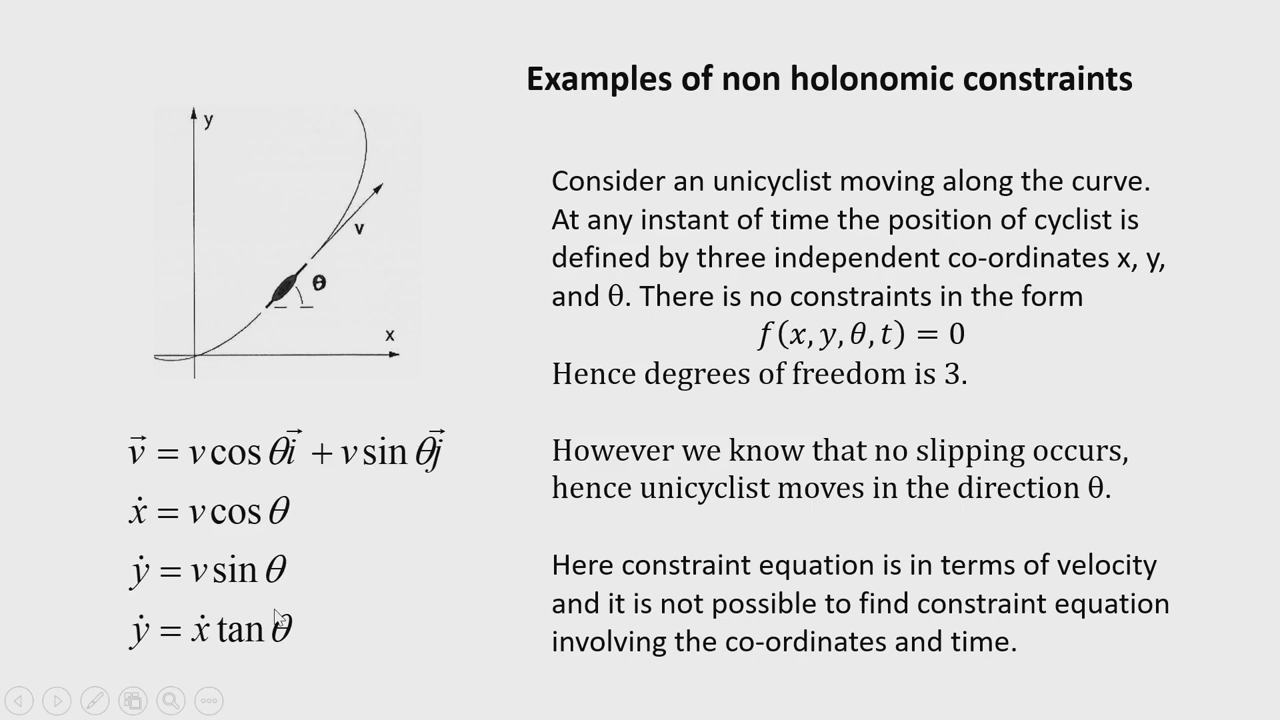 Examples of non holonomic constraints
y
v
θ
x
Consider an unicyclist moving along the curve.
At any instant of time the position of cyclist is
defined by three independent co-ordinates x, y,
and θ. There is no constraints in the form
f(x, y, θ, t) = 0
Hence degrees of freedom is 3.
However we know that no slipping occurs,
hence unicyclist moves in the direction θ.
Here constraint equation is in terms of velocity
and it is not possible to find constraint equation
involving the co-ordinates and time.
v⃗ = v cos θi⃗ + v sin θj⃗
ẋ = v cos θ
ẏ = v sin θ
ẏ = ẋ tan θ